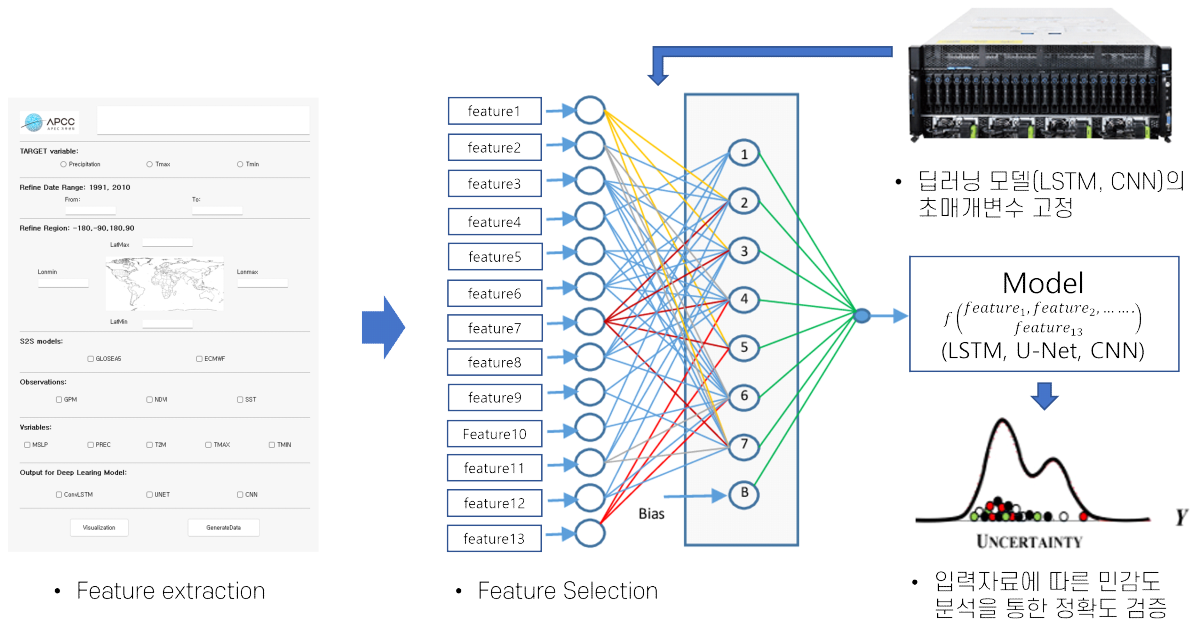 APCC
TARGET variable:
Precipitation Tmax Tmin
Refine Date Range: 1991, 2010
From: To:
Refine Region: -180,-90,180,90
LatMax
Lonmin Lonmax
LatMin
S2S models:
GLOSEA5 ECMWF
Observations:
GPM NDVI SST
Vsriables:
MSLP PREC T2M TMAX TMIN
Output for Deep Learing Model:
ConvLSTM UNET CNN
Visualization GenerateData
• Feature extraction
feature1
feature2
feature3
feature4
feature5
feature6
feature7
feature8
feature9
Feature10
feature11
feature12
feature13
1
2
3
4
5
6
7
B
Bias
• Feature Selection
• 딥러닝 모델(LSTM, CNN)의
초매개변수 고정
Model
f(feature₁, feature₂, … ….
feature₁₃)
(LSTM, U-Net, CNN)
Y
UNCERTAINTY
• 입력자료에 따른 민감도
분석을 통한 정확도 검증